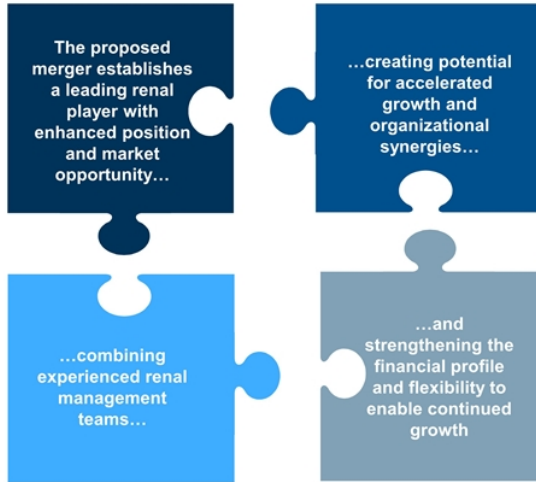 The proposed
merger establishes
a leading renal
player with
enhanced position
and market
opportunity…
…creating potential
for accelerated
growth and
organizational
synergies…
…combining
experienced renal
management
teams…
…and
strengthening the
financial profile
and flexibility to
enable continued
growth